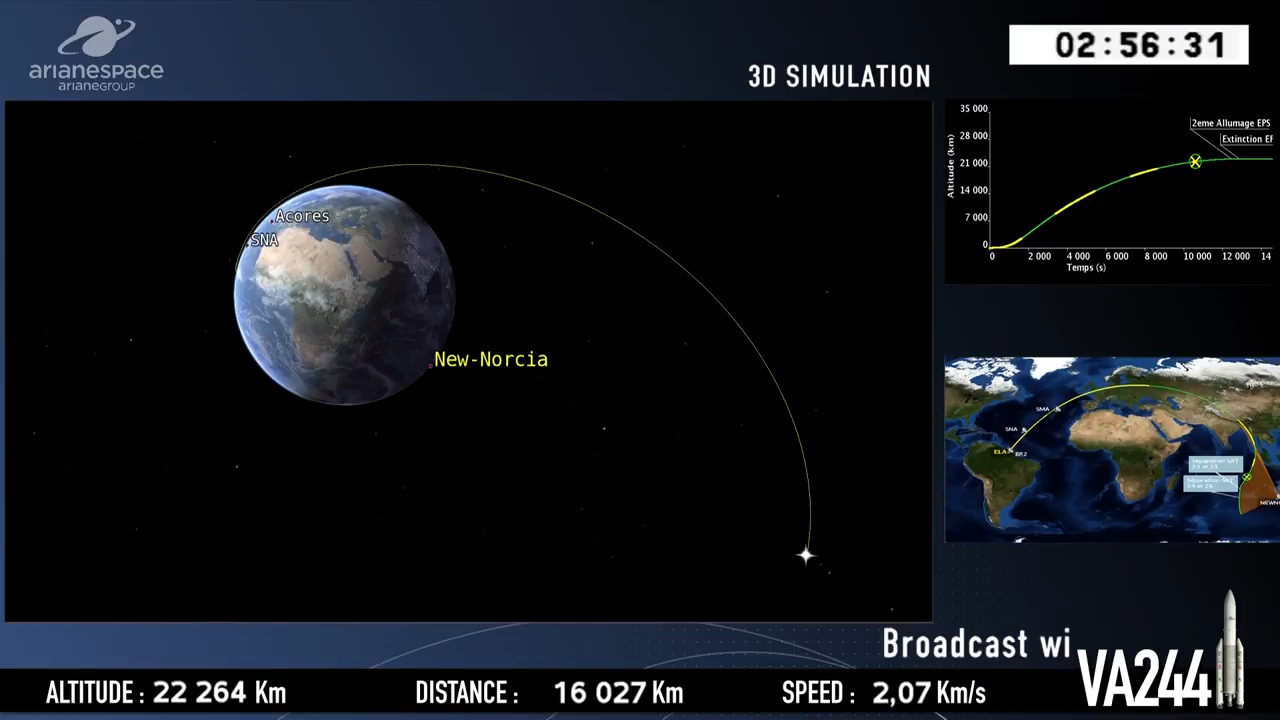 arianespace
arianeGROUP
3D SIMULATION
02:56:31
Acores
SNA
New-Norcia
35 000
28 000
21 000
14 000
7 000
0
Altitude (km)
2eme Allumage EPS
Extinction EF
0 2 000 4 000 6 000 8 000 10 000 12 000 14
Temps (s)
SMA
SNA
ELA
BP.2
NEWN
Broadcast wi
VA244
ALTITUDE : 22 264 Km
DISTANCE : 16 027 Km
SPEED : 2,07 Km/s